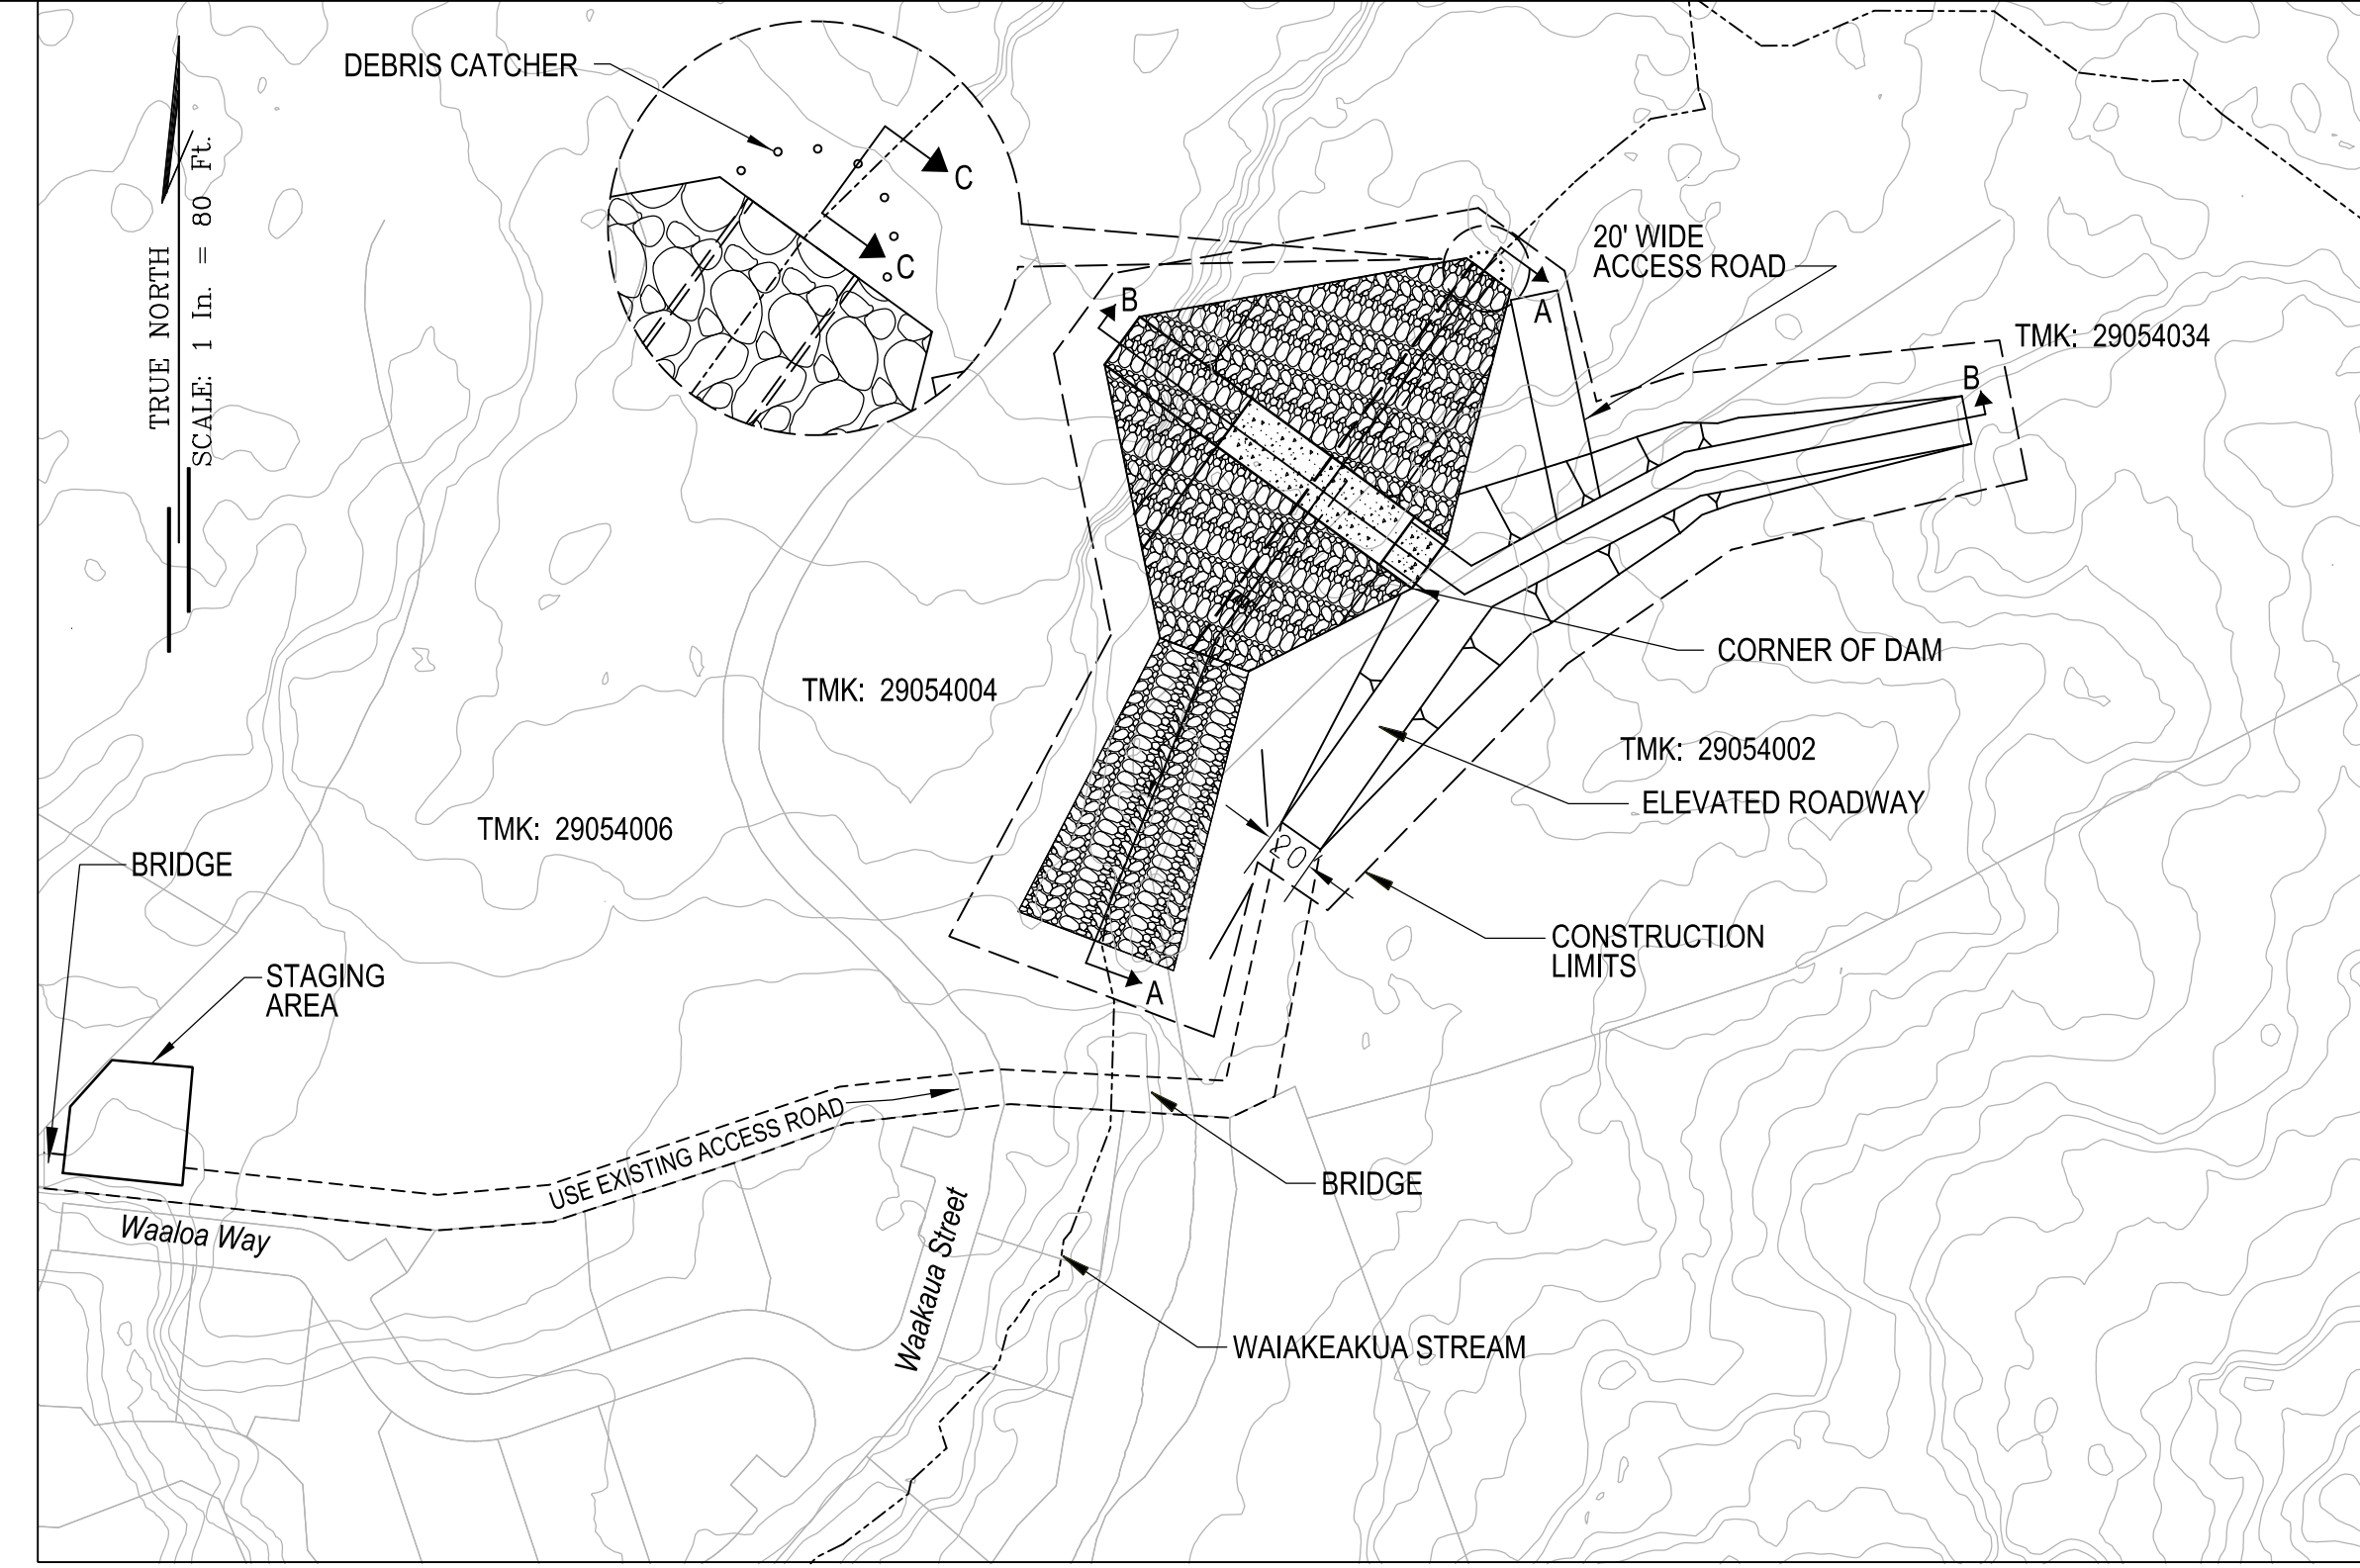 DEBRIS CATCHER
TRUE NORTH
SCALE: 1 In. = 80 Ft.
C
C
20' WIDE
ACCESS ROAD
B
A
TMK: 29054034
B
CORNER OF DAM
TMK: 29054004
TMK: 29054002
ELEVATED ROADWAY
TMK: 29054006
20
BRIDGE
CONSTRUCTION
LIMITS
STAGING
AREA
A
USE EXISTING ACCESS ROAD
BRIDGE
Waaloa Way
Waakaua Street
WAIAKEAKUA STREAM